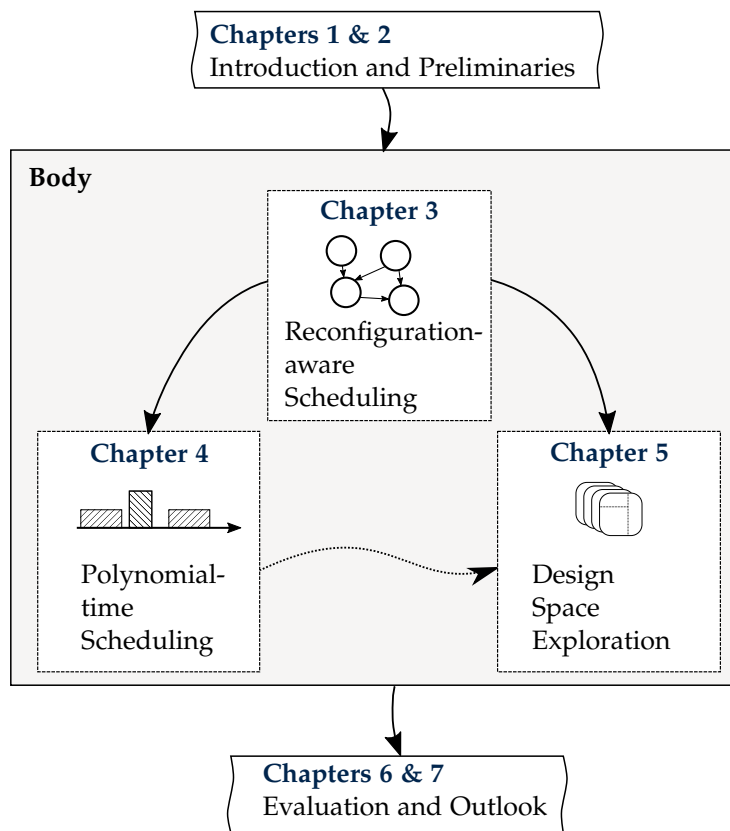 Chapters 1 & 2
Introduction and Preliminaries
Body
Chapter 3
Reconfiguration-
aware
Scheduling
Chapter 4
Polynomial-
time
Scheduling
Chapter 5
Design
Space
Exploration
Chapters 6 & 7
Evaluation and Outlook